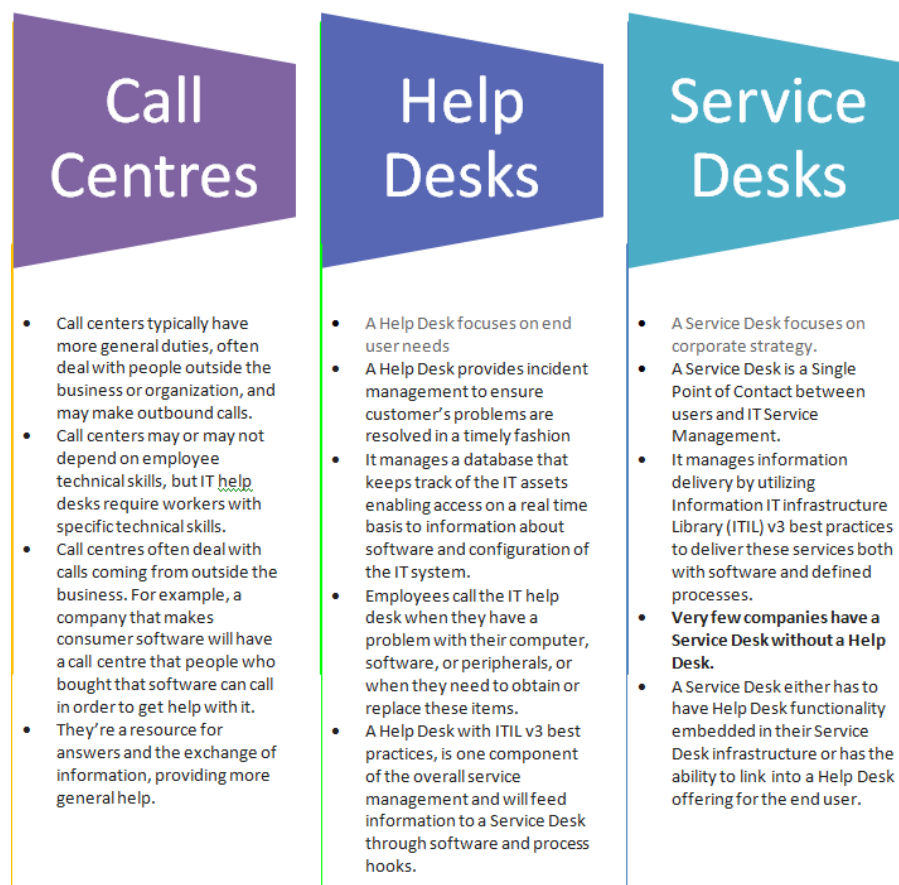 Call
Centres
• Call centers typically have
more general duties, often
deal with people outside the
business or organization, and
may make outbound calls.
• Call centers may or may not
depend on employee
technical skills, but IT help
desks require workers with
specific technical skills.
• Call centres often deal with
calls coming from outside the
business. For example, a
company that makes
consumer software will have
a call centre that people who
bought that software can call
in order to get help with it.
• They're a resource for
answers and the exchange of
information, providing more
general help.
Help
Desks
• A Help Desk focuses on end
user needs
• A Help Desk provides incident
management to ensure
customer's problems are
resolved in a timely fashion
• It manages a database that
keeps track of the IT assets
enabling access on a real time
basis to information about
software and configuration of
the IT system.
• Employees call the IT help
desk when they have a
problem with their computer,
software, or peripherals, or
when they need to obtain or
replace these items.
• A Help Desk with ITIL v3 best
practices, is one component
of the overall service
management and will feed
information to a Service Desk
through software and process
hooks.
Service
Desks
• A Service Desk focuses on
corporate strategy.
• A Service Desk is a Single
Point of Contact between
users and IT Service
Management.
• It manages information
delivery by utilizing
Information IT infrastructure
Library (ITIL) v3 best practices
to deliver these services both
with software and defined
processes.
• Very few companies have a
Service Desk without a Help
Desk.
• A Service Desk either has to
have Help Desk functionality
embedded in their Service
Desk infrastructure or has the
ability to link into a Help Desk
offering for the end user.